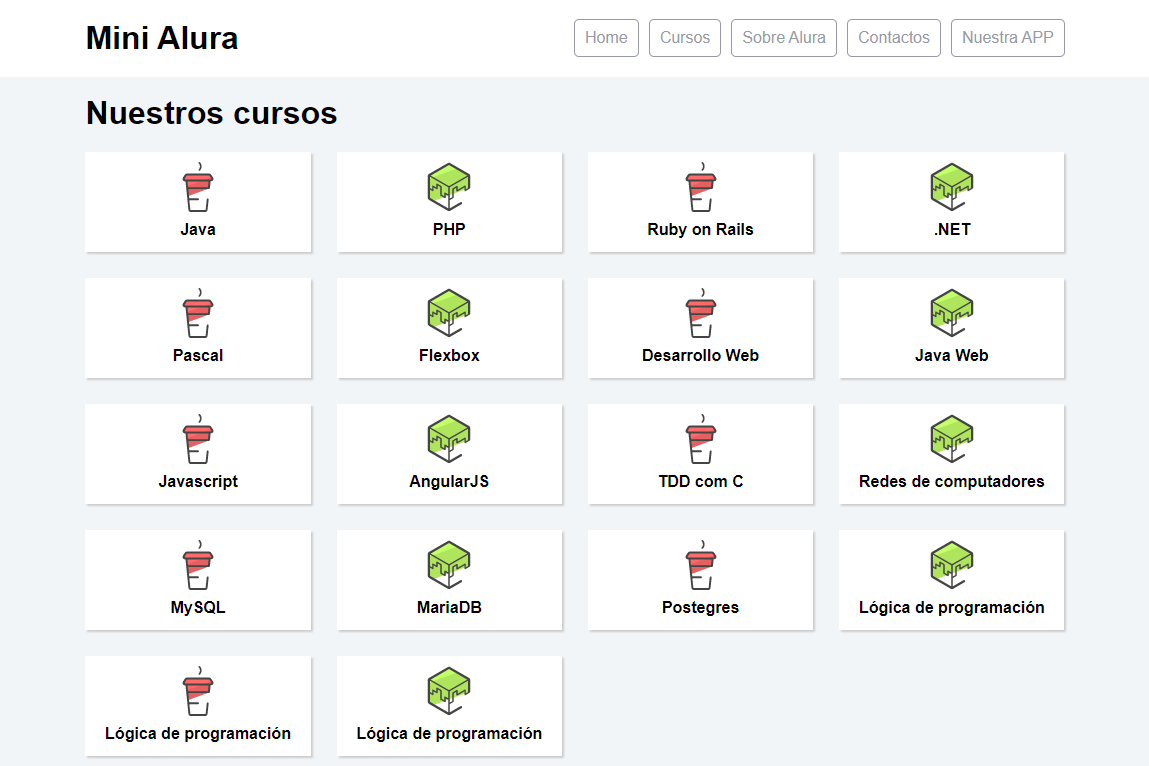 Mini Alura
Home Cursos Sobre Alura Contactos Nuestra APP
Nuestros cursos
Java PHP Ruby on Rails .NET
Pascal Flexbox Desarrollo Web Java Web
Javascript AngularJS TDD com C Redes de computadores
MySQL MariaDB Postegres Lógica de programación
Lógica de programación Lógica de programación